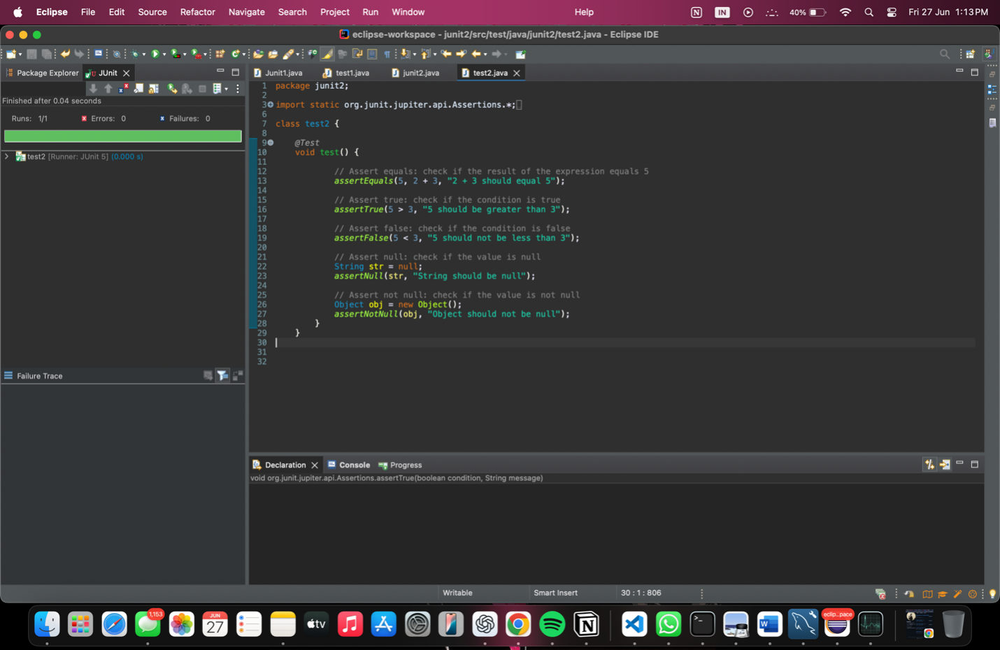 Eclipse File Edit Source Refactor Navigate Search Project Run Window Help IN 40% Fri 27 Jun 1:13 PM
eclipse-workspace - junit2/src/test/java/junit2/test2.java - Eclipse IDE
Package Explorer JUnit
Finished after 0.04 seconds
Runs: 1/1 Errors: 0 Failures: 0
test2 [Runner: JUnit 5] (0.000 s)
Failure Trace
Junit1.java test1.java junit2.java test2.java
1 package junit2;
2
3 import static org.junit.jupiter.api.Assertions.*;
6
7 class test2 {
8
9 @Test
10 void test() {
11
12 // Assert equals: check if the result of the expression equals 5
13 assertEquals(5, 2 + 3, "2 + 3 should equal 5");
14
15 // Assert true: check if the condition is true
16 assertTrue(5 > 3, "5 should be greater than 3");
17
18 // Assert false: check if the condition is false
19 assertFalse(5 < 3, "5 should not be less than 3");
20
21 // Assert null: check if the value is null
22 String str = null;
23 assertNull(str, "String should be null");
24
25 // Assert not null: check if the value is not null
26 Object obj = new Object();
27 assertNotNull(obj, "Object should not be null");
28 }
29 }
30
31
32
Declaration Console Progress
void org.junit.jupiter.api.Assertions.assertTrue(boolean condition, String message)
Writable Smart Insert 30 : 1 : 806
1,153 JUN 27 tv eclip...pace